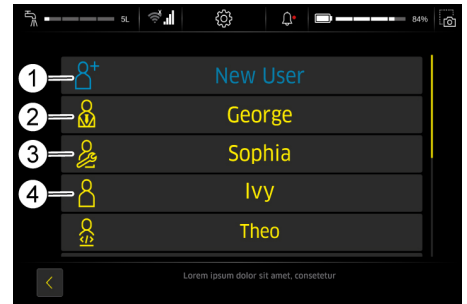 5L 84%
1 New User
2 George
3 Sophia
4 Ivy
</> Theo
Lorem ipsum dolor sit amet, consetetur